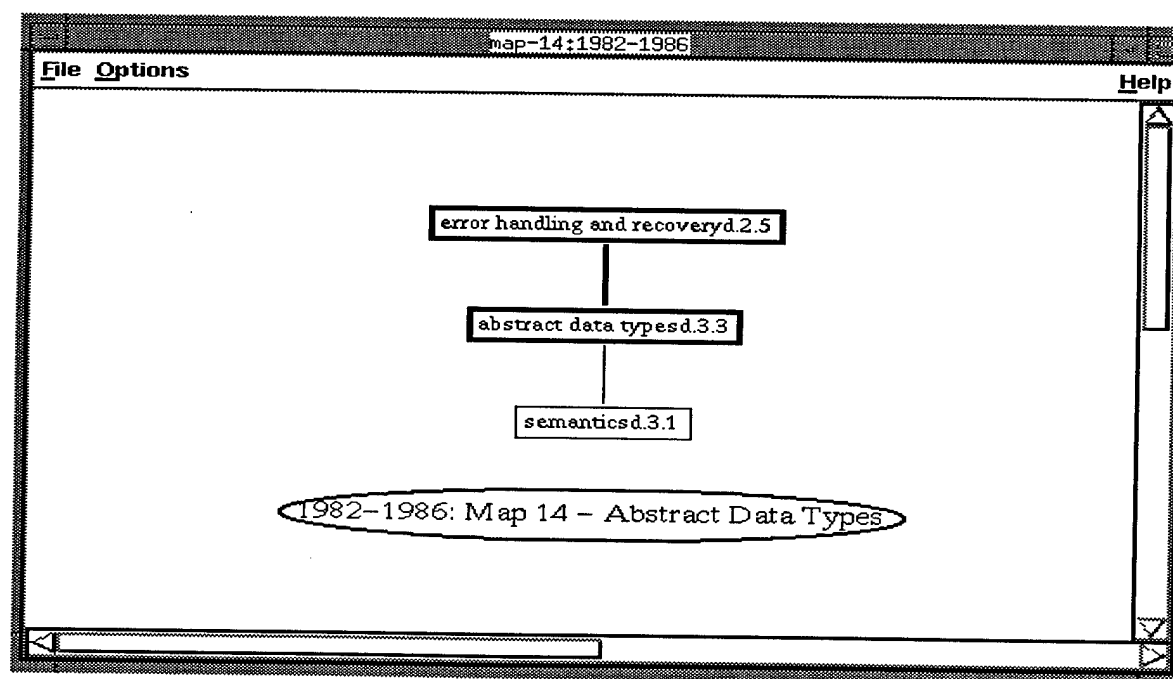 map-14:1982-1986
File Options Help
error handling and recoveryd.2.5
abstract data typesd.3.3
semanticsd.3.1
1982-1986: Map 14 - Abstract Data Types